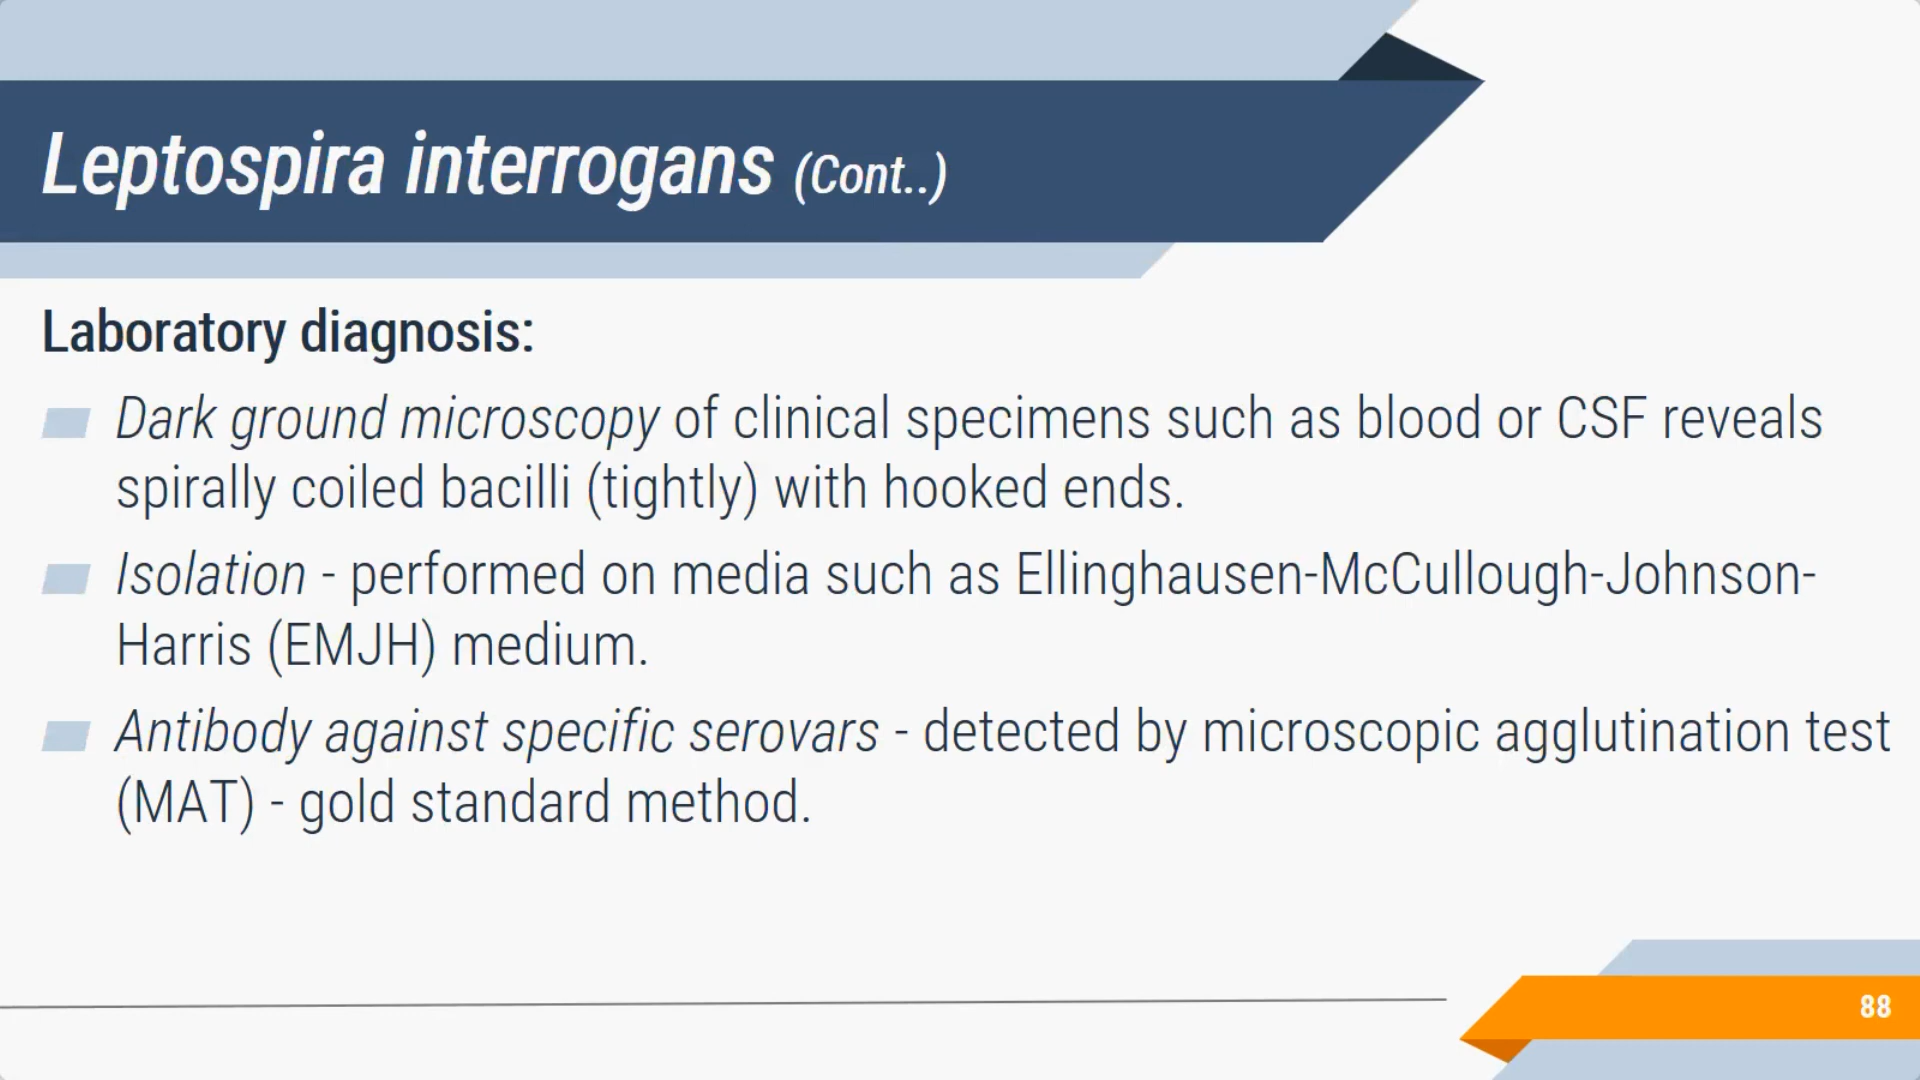 Leptospira interrogans (Cont..)
Laboratory diagnosis:
Dark ground microscopy of clinical specimens such as blood or CSF reveals
spirally coiled bacilli (tightly) with hooked ends.
Isolation - performed on media such as Ellinghausen-McCullough-Johnson-
Harris (EMJH) medium.
Antibody against specific serovars - detected by microscopic agglutination test
(MAT) - gold standard method.
88